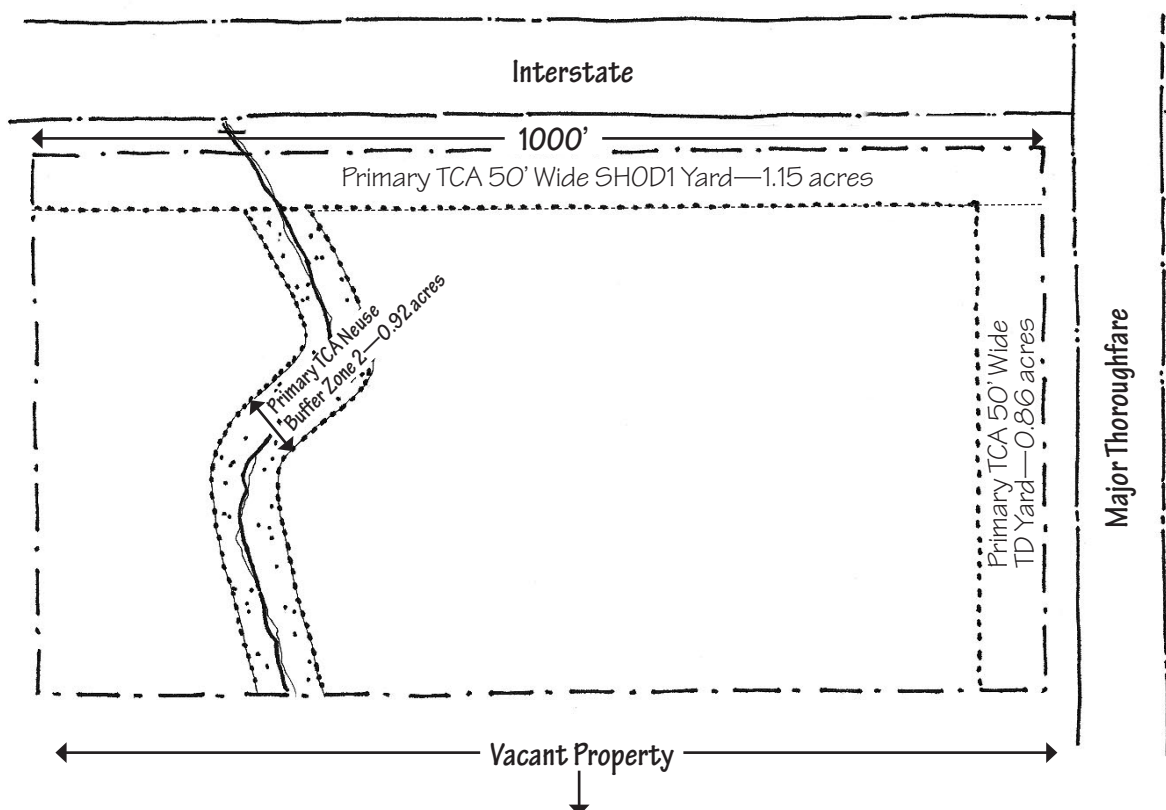 Interstate
1000'
Primary TCA 50' Wide SHOD1 Yard—1.15 acres
Primary TCA Neuse
Buffer Zone 2—0.92 acres
Primary TCA 50' Wide
TD Yard—0.86 acres
Major Thoroughfare
Vacant Property